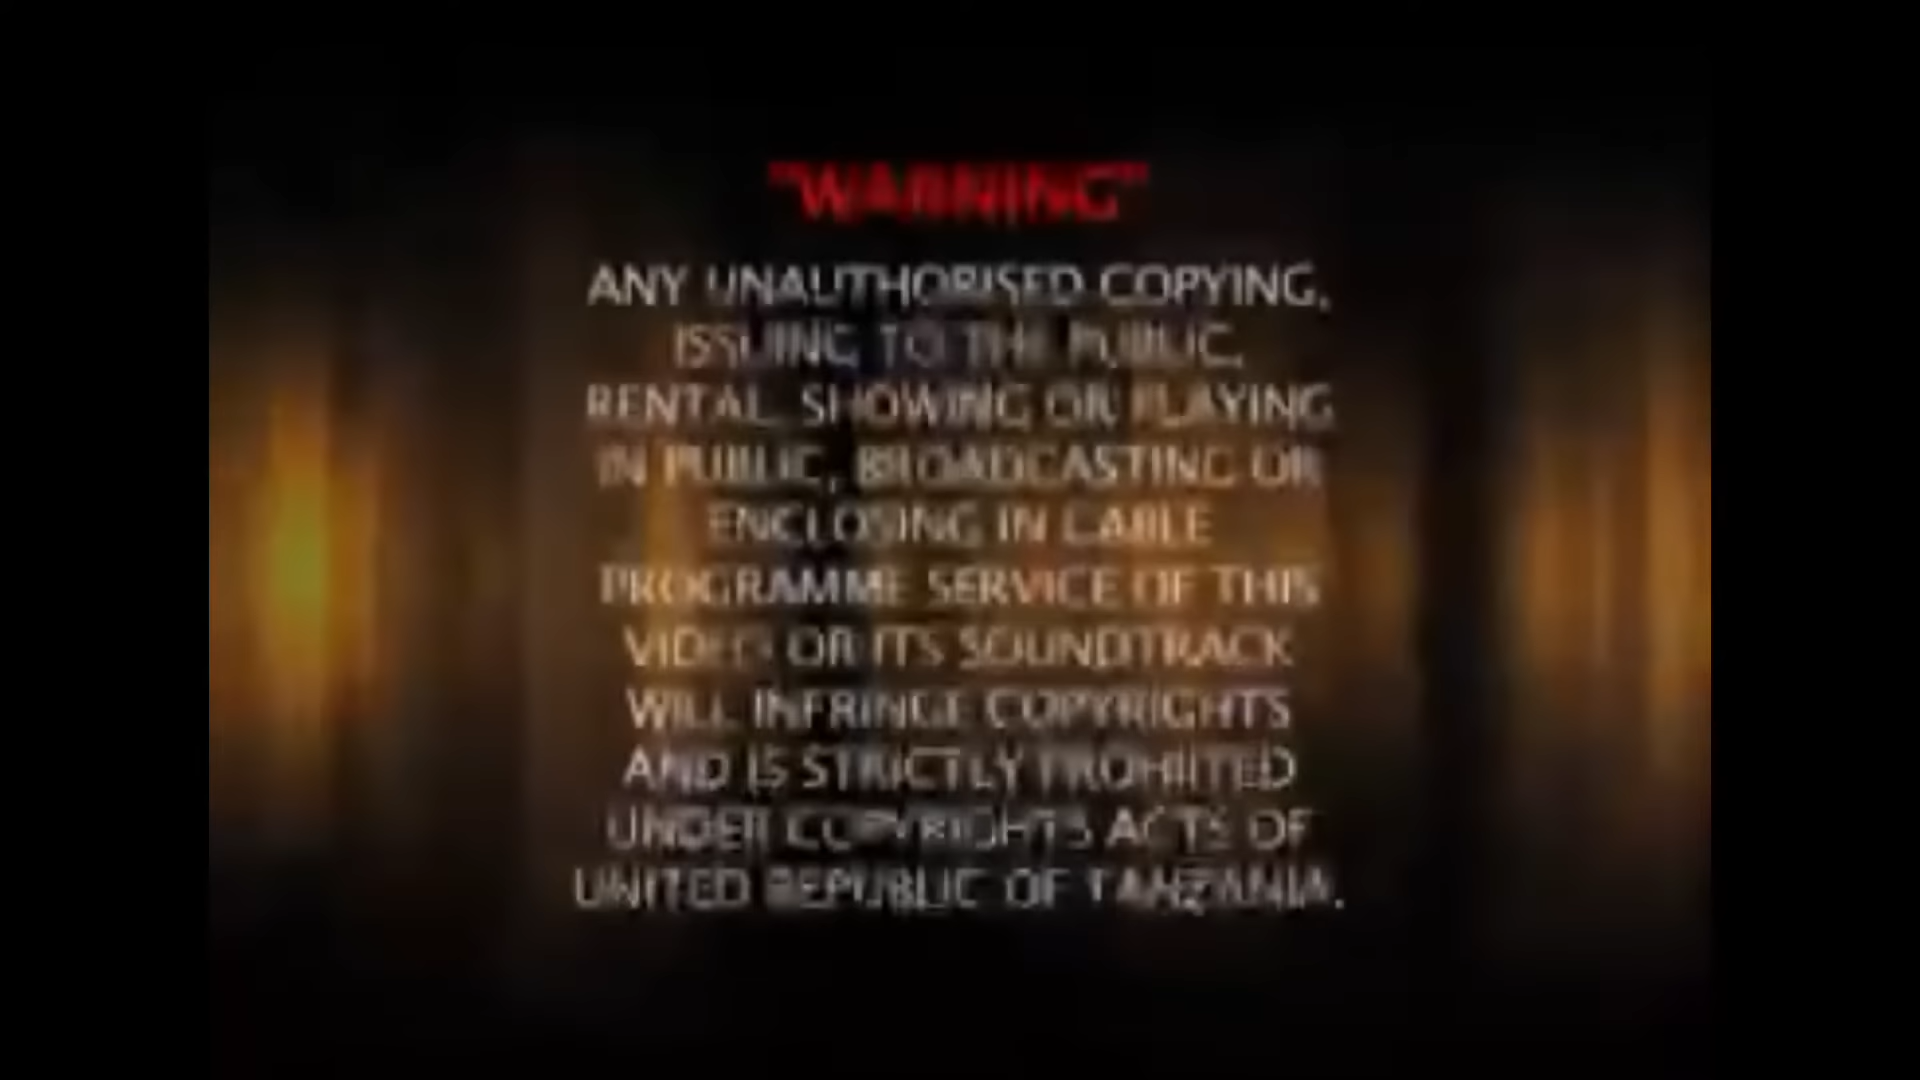 "WARNING"
ANY UNAUTHORISED COPYING,
ISSUING TO THE PUBLIC,
RENTAL, SHOWING OR PLAYING
IN PUBLIC, BROADCASTING OR
ENCLOSING IN CABLE
PROGRAMME SERVICE OF THIS
VIDEO OR ITS SOUNDTRACK
WILL INFRINGE COPYRIGHTS
AND IS STRICTLY PROHIITED
UNDER COPYRIGHTS ACTS OF
UNITED REPUBLIC OF TANZANIA.